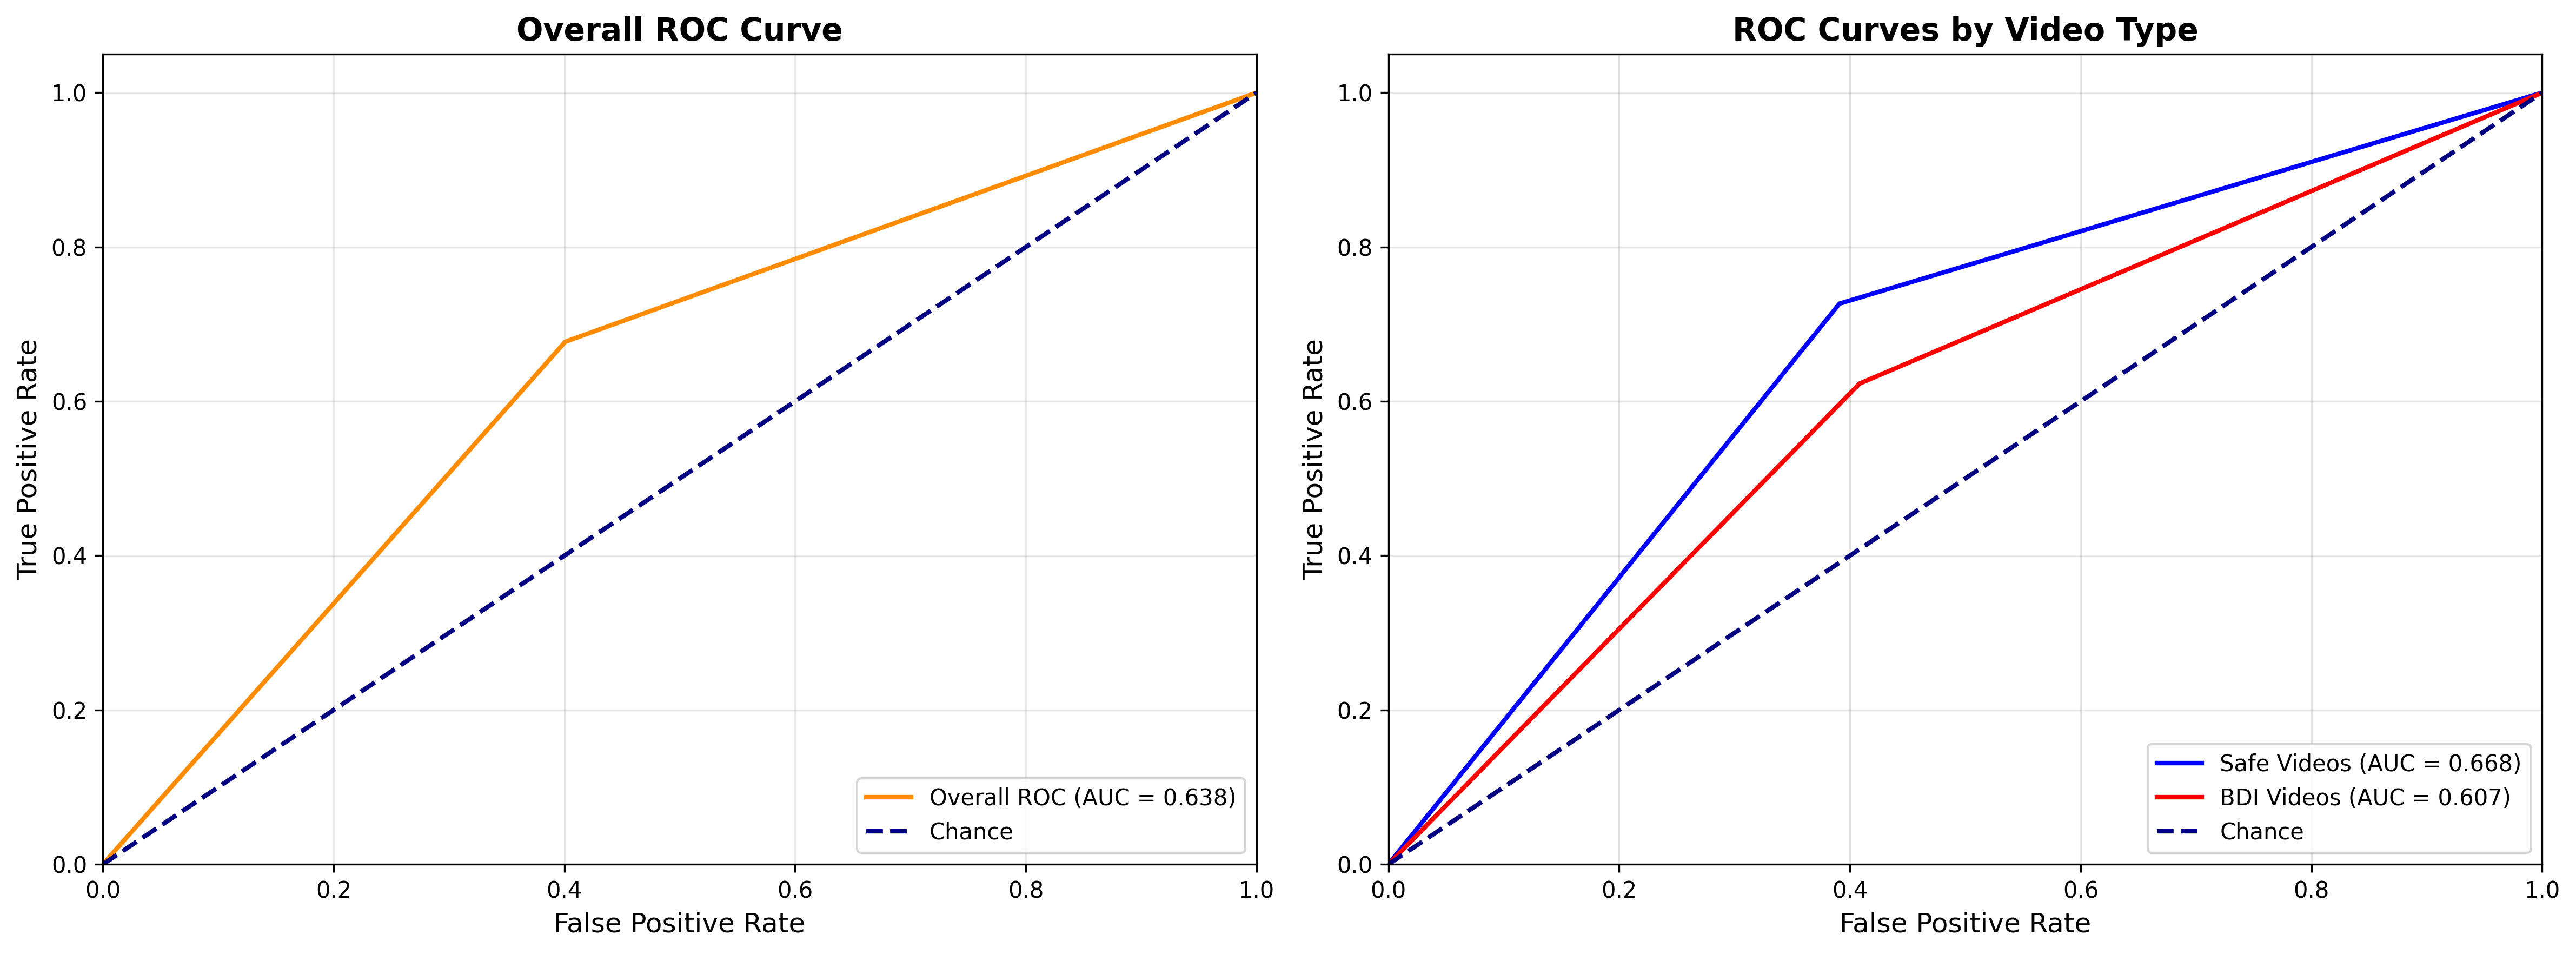 Overall ROC Curve
True Positive Rate
1.0
0.8
0.6
0.4
0.2
0.0
0.0 0.2 0.4 0.6 0.8 1.0
False Positive Rate
Overall ROC (AUC = 0.638)
Chance
ROC Curves by Video Type
True Positive Rate
1.0
0.8
0.6
0.4
0.2
0.0
0.0 0.2 0.4 0.6 0.8 1.0
False Positive Rate
Safe Videos (AUC = 0.668)
BDI Videos (AUC = 0.607)
Chance